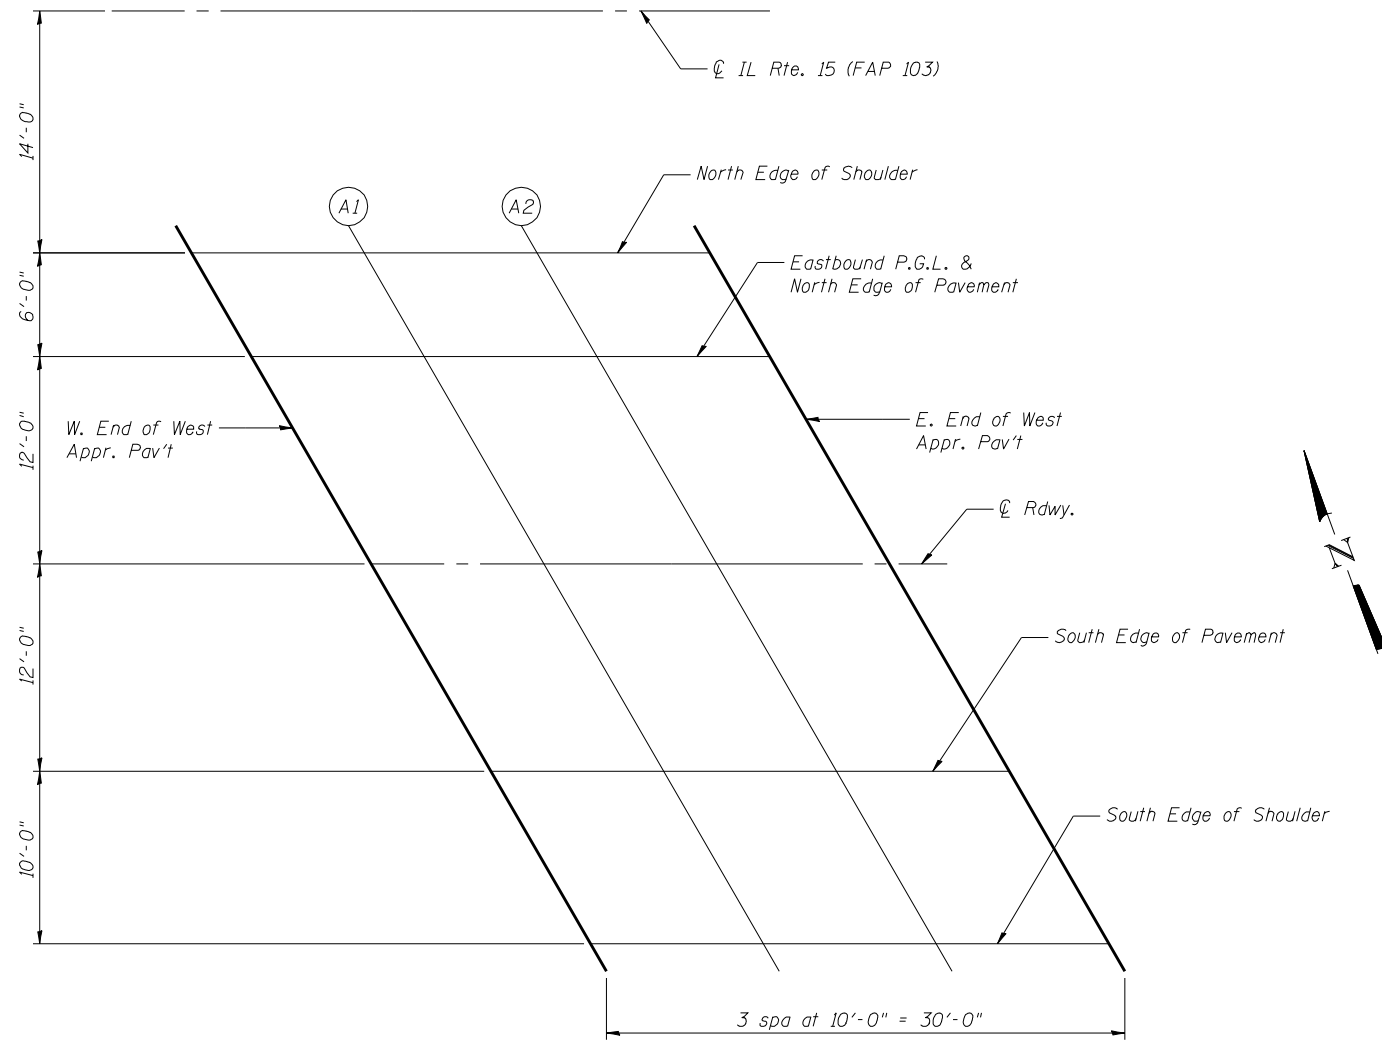 ℄ IL Rte. 15 (FAP 103)
14'-0"
North Edge of Shoulder
A1
A2
Eastbound P.G.L. &
North Edge of Pavement
6'-0"
12'-0"
W. End of West
Appr. Pav't
E. End of West
Appr. Pav't
℄ Rdwy.
N
12'-0"
South Edge of Pavement
10'-0"
South Edge of Shoulder
3 spa at 10'-0" = 30'-0"